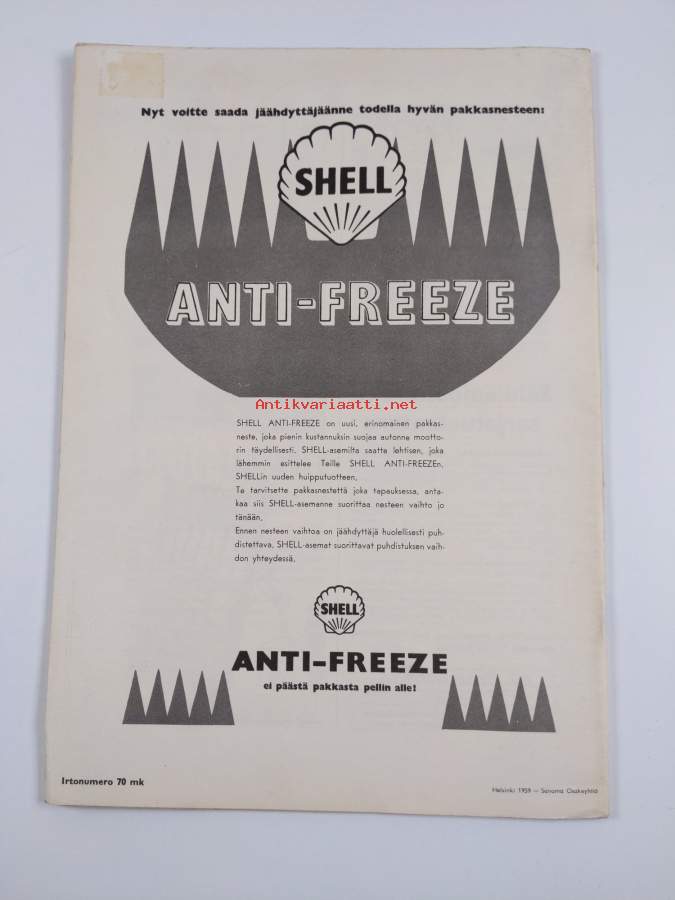 Nyt voitte saada jäähdyttäjäänne todella hyvän pakkasnesteen:
SHELL
ANTI-FREEZE
Antikvariaatti.net
SHELL ANTI-FREEZE on uusi, erinomainen pakkas-
neste, joka pienin kustannuksin suojaa autonne mootto-
rin täydellisesti. SHELL-asemilta saatte lehtisen, joka
lähemmin esittelee Teille SHELL ANTI-FREEZEn,
SHELLin uuden huipputuotteen.
Te tarvitsette pakkasnestettä joka tapauksessa, anta-
kaa siis SHELL-asemanne suorittaa nesteen vaihto jo
tänään.
Ennen nesteen vaihtoa on jäähdyttäjä huolellisesti puh-
distettava. SHELL-asemat suorittavat puhdistuksen vaih-
don yhteydessä.
SHELL
ANTI-FREEZE
ei päästä pakkasta pellin alle!
Irtonumero 70 mk
Helsinki 1959 — Sanoma Osakeyhtiö